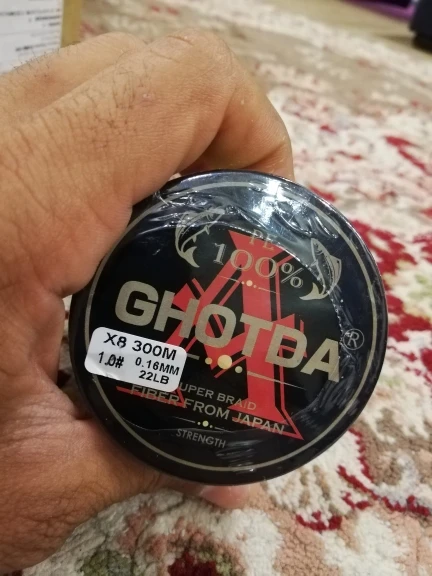 PE
100%
GHOTDA®
X8 300M
1.0# 0.16MM
22LB
SUPER BRAID
FIBER FROM JAPAN
STRENGTH